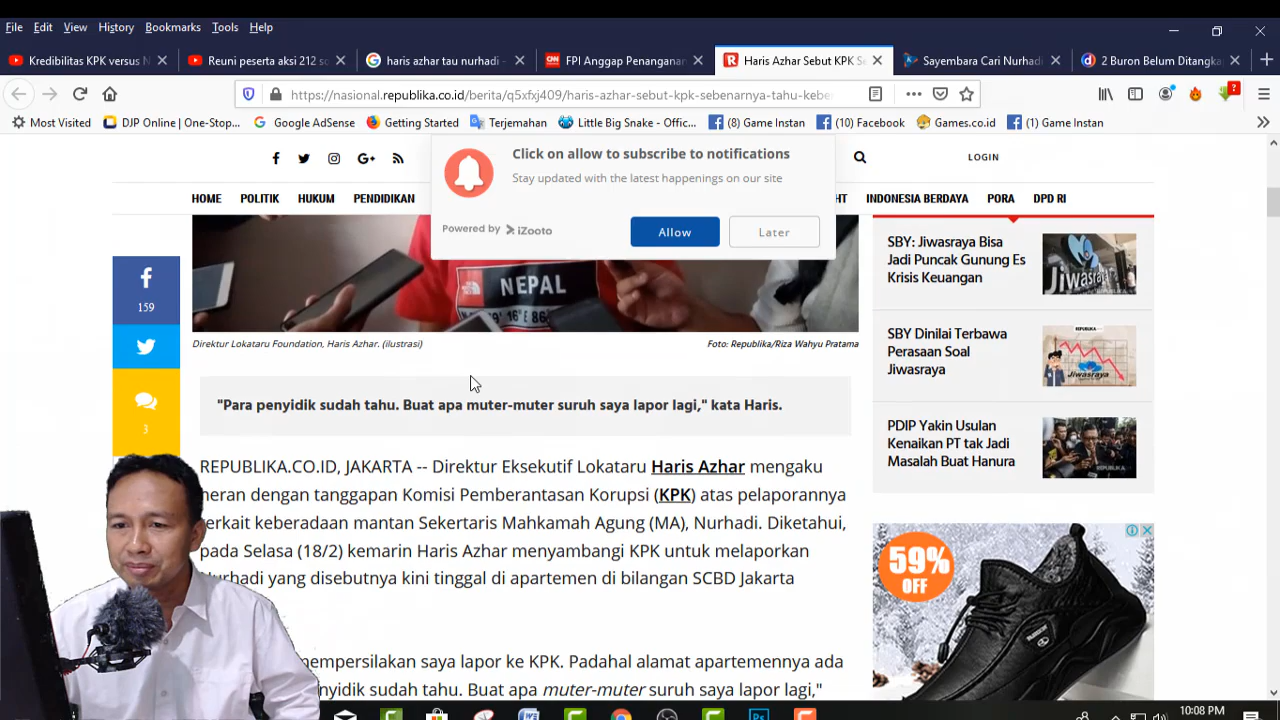 File Edit View History Bookmarks Tools Help
Kredibilitas KPK versus N
Reuni peserta aksi 212 se
haris azhar tau nurhadi -
FPI Anggap Penanganan
Haris Azhar Sebut KPK Se
Sayembara Cari Nurhadi
2 Buron Belum Ditangka
https://nasional.republika.co.id/berita/q5xfxj409/haris-azhar-sebut-kpk-sebenarnya-tahu-kebe
Most Visited DJP Online | One-Stop... Google AdSense Getting Started Terjemahan Little Big Snake - Offic... (8) Game Instan (10) Facebook Games.co.id (1) Game Instan
Click on allow to subscribe to notifications
Stay updated with the latest happenings on our site
Powered by iZooto
Allow
Later
LOGIN
HOME POLITIK HUKUM PENDIDIKAN HT INDONESIA BERDAYA PORA DPD RI
159
3
NEPAL
Direktur Lokataru Foundation, Haris Azhar. (ilustrasi)
Foto: Republika/Riza Wahyu Pratama
"Para penyidik sudah tahu. Buat apa muter-muter suruh saya lapor lagi," kata Haris.
REPUBLIKA.CO.ID, JAKARTA -- Direktur Eksekutif Lokataru Haris Azhar mengaku
heran dengan tanggapan Komisi Pemberantasan Korupsi (KPK) atas pelaporannya
terkait keberadaan mantan Sekertaris Mahkamah Agung (MA), Nurhadi. Diketahui,
pada Selasa (18/2) kemarin Haris Azhar menyambangi KPK untuk melaporkan
Nurhadi yang disebutnya kini tinggal di apartemen di bilangan SCBD Jakarta
mempersilakan saya lapor ke KPK. Padahal alamat apartemennya ada
nyidik sudah tahu. Buat apa muter-muter suruh saya lapor lagi,"
SBY: Jiwasraya Bisa
Jadi Puncak Gunung Es
Krisis Keuangan
Jiwasraya
SBY Dinilai Terbawa
Perasaan Soal
Jiwasraya
REPUBLIKA
Jiwasraya
PDIP Yakin Usulan
Kenaikan PT tak Jadi
Masalah Buat Hanura
59%
OFF
10:08 PM